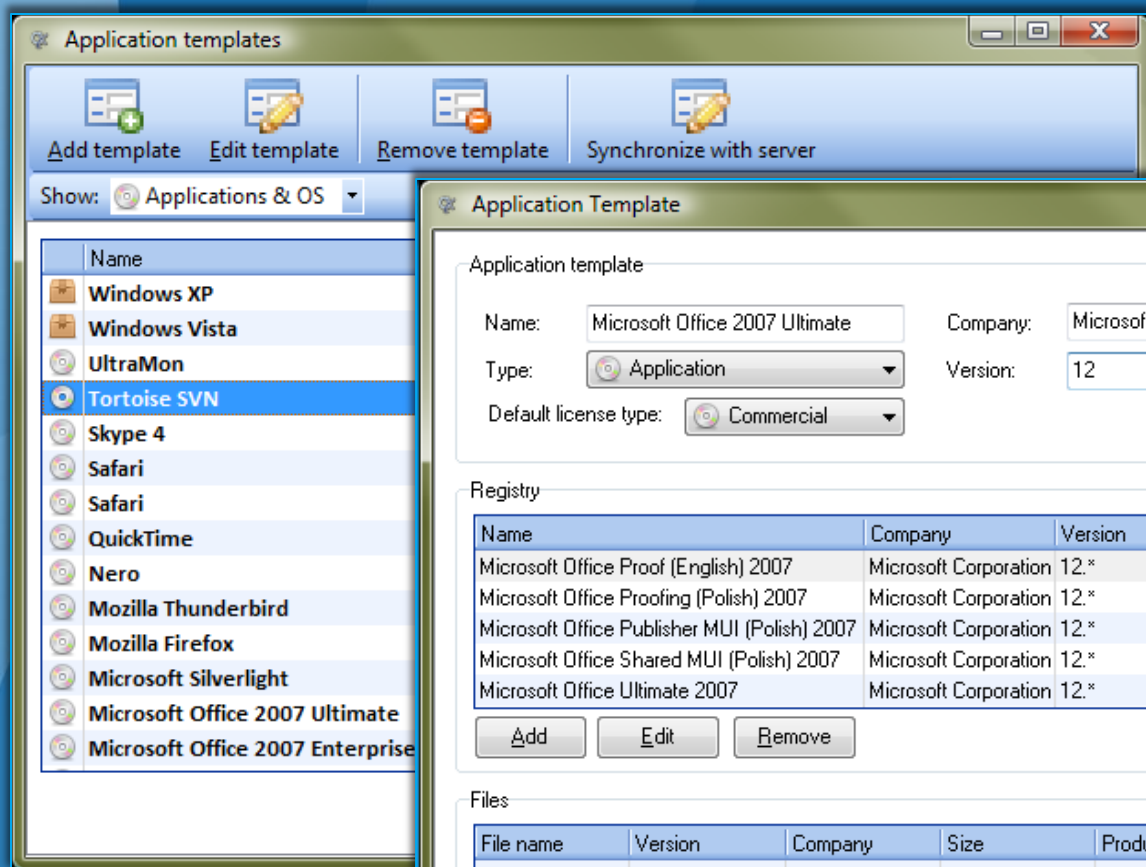 Application templates
Add template Edit template Remove template Synchronize with server
Show: Applications & OS
Name
Windows XP
Windows Vista
UltraMon
Tortoise SVN
Skype 4
Safari
Safari
QuickTime
Nero
Mozilla Thunderbird
Mozilla Firefox
Microsoft Silverlight
Microsoft Office 2007 Ultimate
Microsoft Office 2007 Enterprise
Application Template
Application template
Name: Microsoft Office 2007 Ultimate Company: Microsof
Type: Application Version: 12
Default license type: Commercial
Registry
Name Company Version
Microsoft Office Proof (English) 2007 Microsoft Corporation 12.*
Microsoft Office Proofing (Polish) 2007 Microsoft Corporation 12.*
Microsoft Office Publisher MUI (Polish) 2007 Microsoft Corporation 12.*
Microsoft Office Shared MUI (Polish) 2007 Microsoft Corporation 12.*
Microsoft Office Ultimate 2007 Microsoft Corporation 12.*
Add Edit Remove
Files
File name Version Company Size Produ